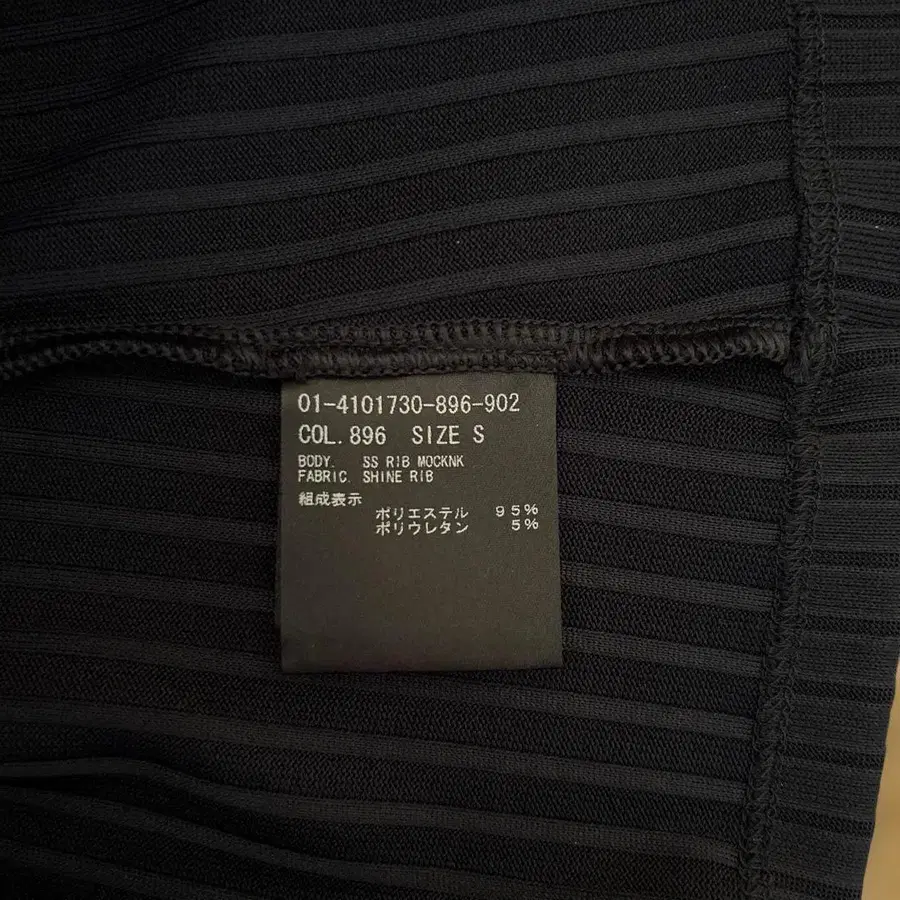 01-4101730-896-902
COL. 896 SIZE S
BODY. SS RIB MOCKNK
FABRIC. SHINE RIB
組成表示
ポリエステル 95%
ポリウレタン 5%